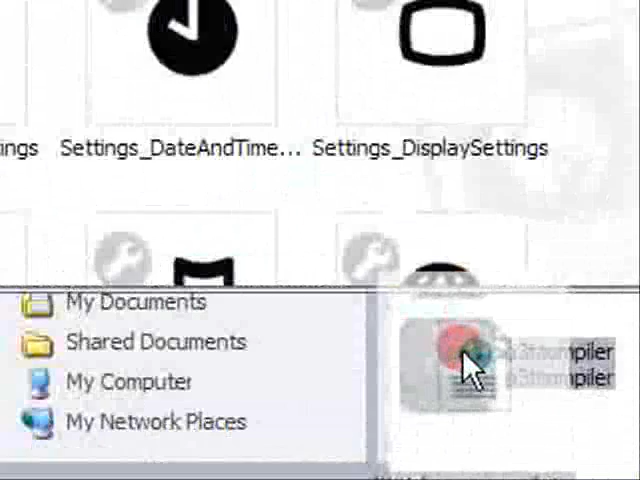 ings Settings_DateAndTime... Settings_DisplaySettings
My Documents
Shared Documents
My Computer
My Network Places